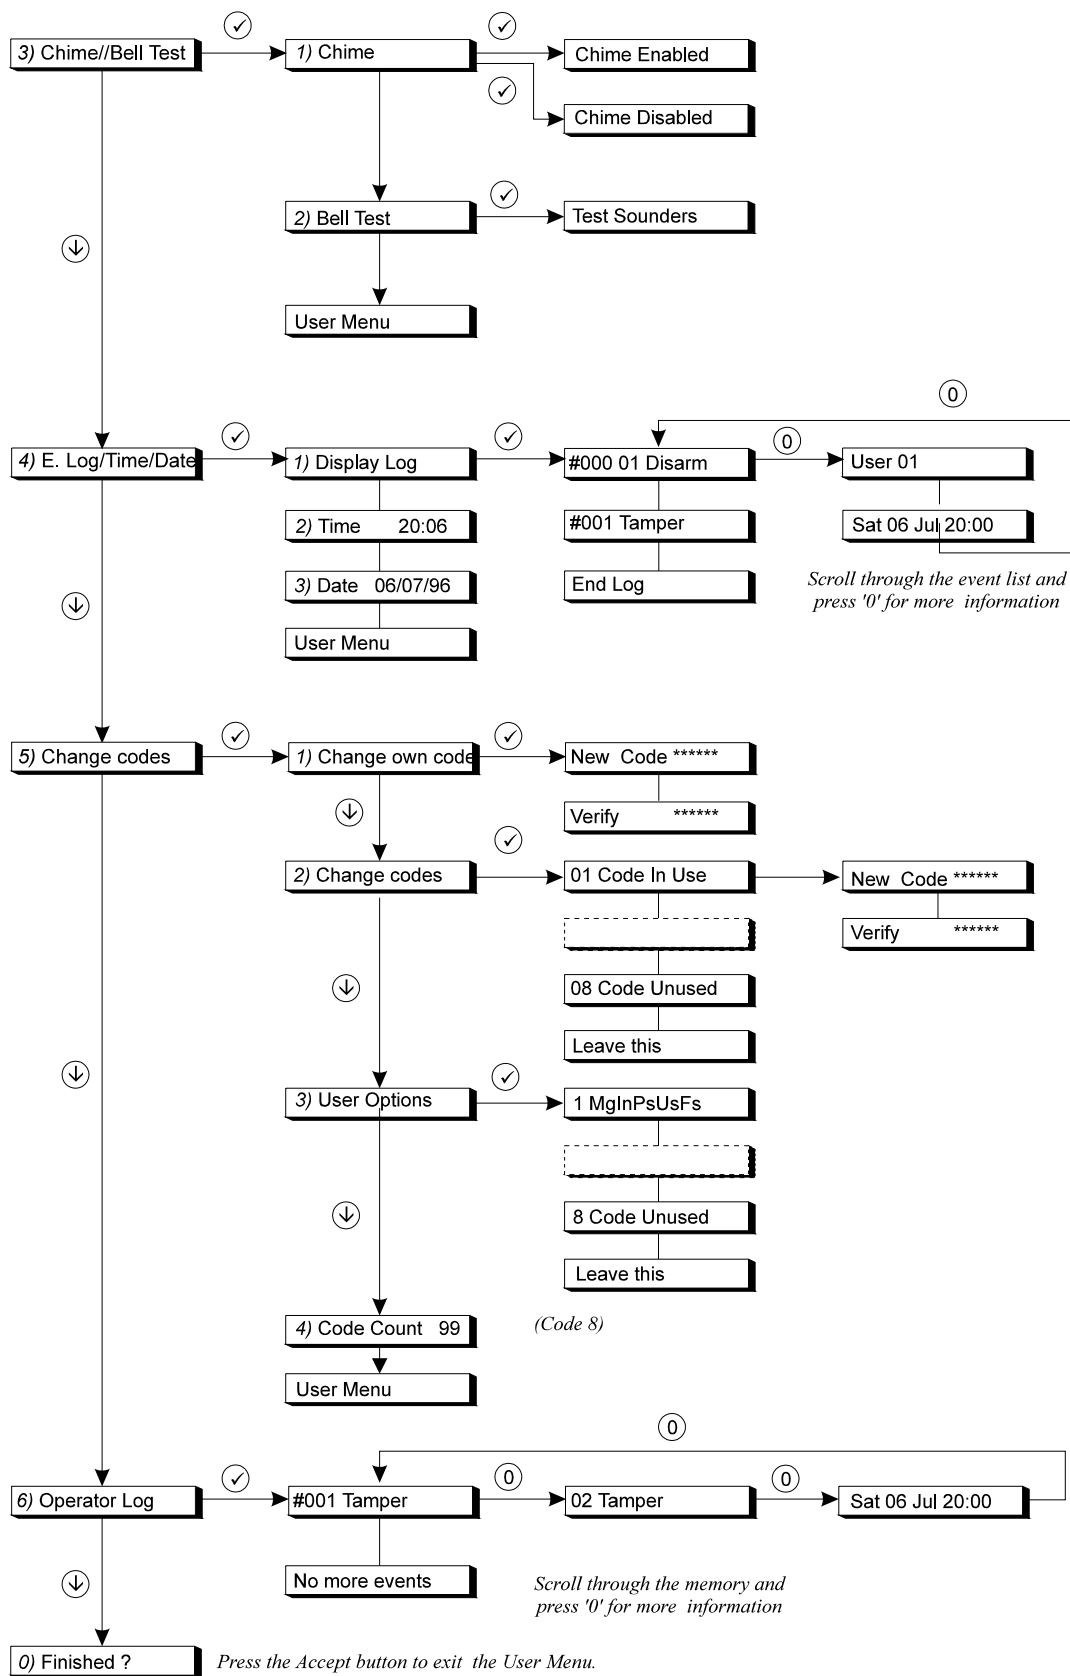 3) Chime//Bell Test
1) Chime
Chime Enabled
Chime Disabled
2) Bell Test
Test Sounders
User Menu
0
4) E. Log/Time/Date
1) Display Log
#000 01 Disarm
0
User 01
2) Time 20:06
#001 Tamper
Sat 06 Jul 20:00
3) Date 06/07/96
End Log
Scroll through the event list and
press '0' for more information
User Menu
5) Change codes
1) Change own code
New Code ******
Verify ******
2) Change codes
01 Code In Use
New Code ******
Verify ******
08 Code Unused
Leave this
3) User Options
1 MgInPsUsFs
8 Code Unused
Leave this
4) Code Count 99
(Code 8)
User Menu
0
6) Operator Log
#001 Tamper
0
02 Tamper
0
Sat 06 Jul 20:00
No more events
Scroll through the memory and
press '0' for more information
0) Finished ?
Press the Accept button to exit the User Menu.